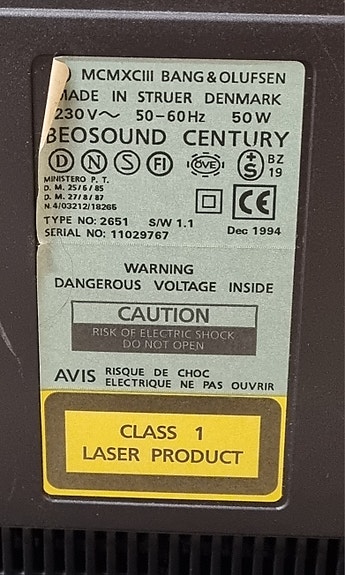 MCMXCIII BANG & OLUFSEN
MADE IN STRUER DENMARK
230V~ 50-60Hz 50W
BEOSOUND CENTURY
D N S FI ÖVE +S BZ 19
MINISTERO P. T.
D. M. 25/6/85
D. M. 27/8/87
N.4/03212/18265
CE
TYPE NO: 2651 S/W 1.1
Dec 1994
SERIAL NO: 11029767
WARNING
DANGEROUS VOLTAGE INSIDE
CAUTION
RISK OF ELECTRIC SHOCK
DO NOT OPEN
AVIS RISQUE DE CHOC
ELECTRIQUE NE PAS OUVRIR
CLASS 1
LASER PRODUCT